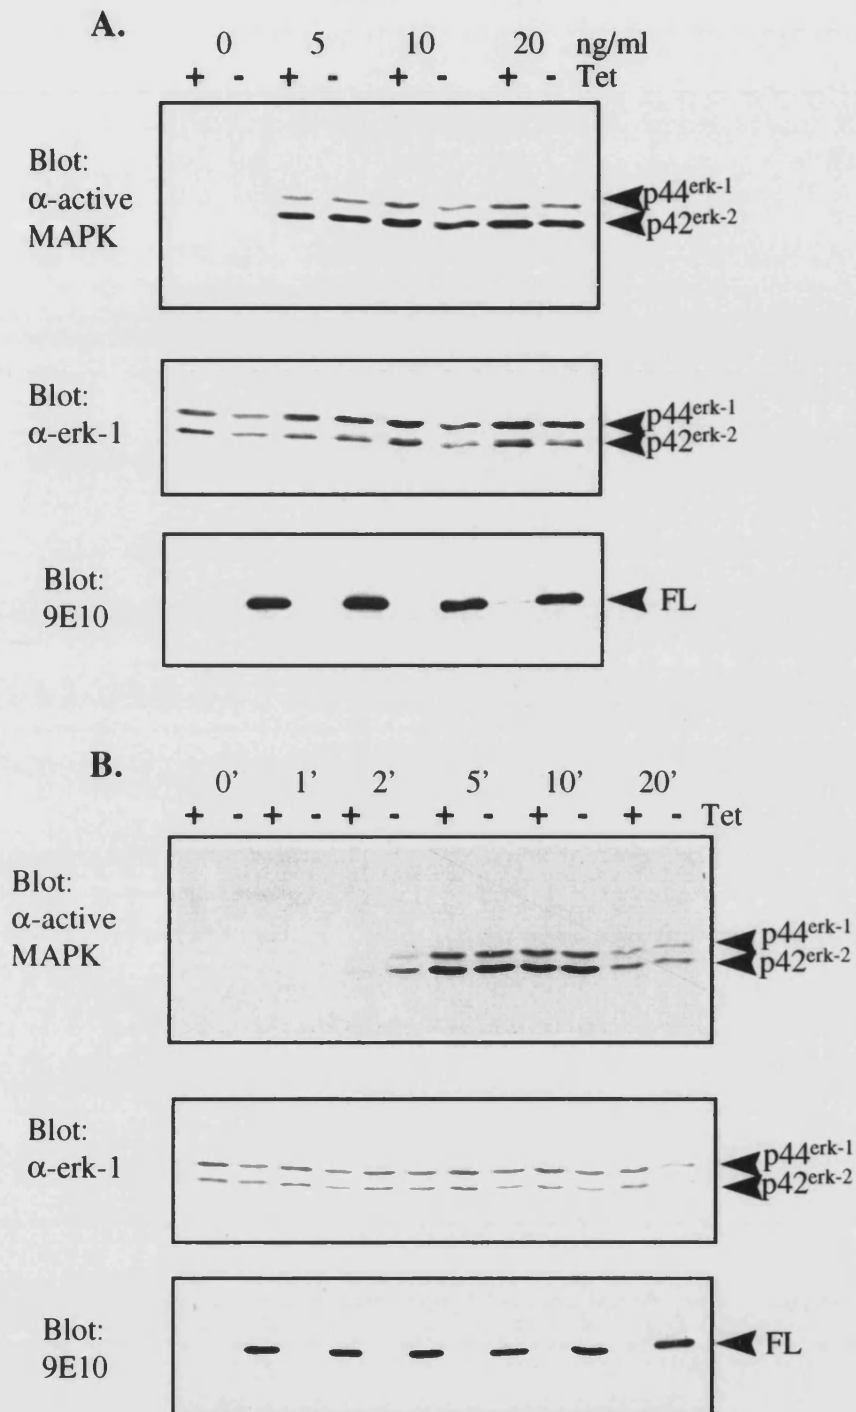 A.
0 5 10 20 ng/ml
+ - + - + - + - Tet
Blot:
α-active
MAPK
p44erk-1
p42erk-2
Blot:
α-erk-1
p44erk-1
p42erk-2
Blot:
9E10
FL
B.
0’ 1’ 2’ 5’ 10’ 20’
+ - + - + - + - + - + - Tet
Blot:
α-active
MAPK
p44erk-1
p42erk-2
Blot:
α-erk-1
p44erk-1
p42erk-2
Blot:
9E10
FL